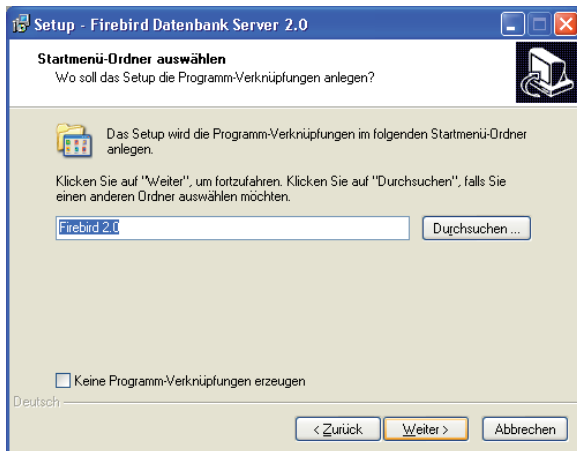 Setup - Firebird Datenbank Server 2.0
Startmenü-Ordner auswählen
Wo soll das Setup die Programm-Verknüpfungen anlegen?
Das Setup wird die Programm-Verknüpfungen im folgenden Startmenü-Ordner
anlegen.
Klicken Sie auf "Weiter", um fortzufahren. Klicken Sie auf "Durchsuchen", falls Sie
einen anderen Ordner auswählen möchten.
Firebird 2.0
Durchsuchen ...
Keine Programm-Verknüpfungen erzeugen
Deutsch
< Zurück
Weiter >
Abbrechen